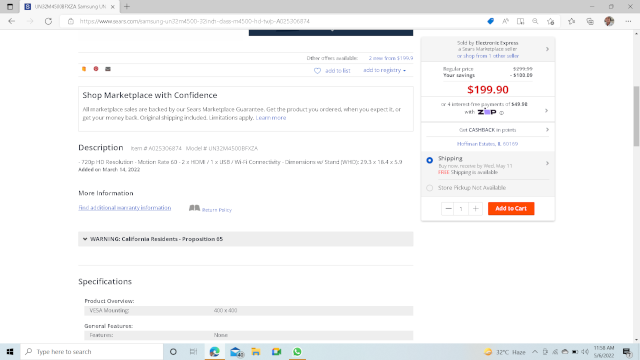 UN32M4500BFXZA Samsung UN
https://www.sears.com/samsung-un32m4500-32inch-class-m4500-hd-tv/p-A025306874
Other offers available: 2 new from $199.9
add to list
add to registry
Shop Marketplace with Confidence
All marketplace sales are backed by our Sears Marketplace Guarantee. Get the product you ordered, when you expect it, or
get your money back. Original shipping included. Limitations apply. Learn more
Description Item # A025306874 Model # UN32M4500BFXZA
- 720p HD Resolution - Motion Rate 60 - 2 x HDMI / 1 x USB / Wi-Fi Connectivity - Dimensions w/ Stand (WHD): 29.3 x 18.4 x 5.9
Added on March 14, 2022
More Information
Find additional warranty information
Return Policy
WARNING: California Residents - Proposition 65
Specifications
Product Overview:
VESA Mounting: 400 x 400
General Features:
Features: None
Sold by Electronic Express
a Sears Marketplace seller
or shop from 1 other seller
Regular price $299.99
Your savings - $100.09
$199.90
or 4 interest-free payments of $49.98
with ZIP
Get CASHBACK in points
Hoffman Estates, IL 60169
Shipping
Buy now, receive by Wed, May 11
FREE Shipping is available
Store Pickup Not Available
1
Add to Cart
Type here to search
32°C Haze
11:58 AM
5/6/2022